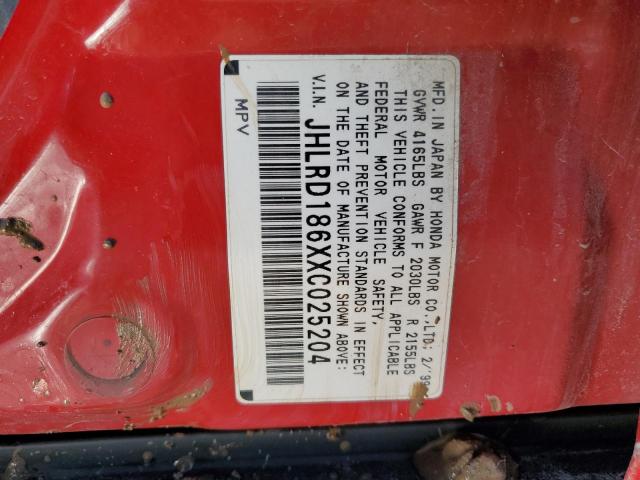 MFD. IN JAPAN BY HONDA MOTOR CO.,LTD; 2/'99
GVWR 4165LBS GAWR F 2030LBS R 2155LBS
THIS VEHICLE CONFORMS TO ALL APPLICABLE
FEDERAL MOTOR VEHICLE SAFETY,
AND THEFT PREVENTION STANDARDS IN EFFECT
ON THE DATE OF MANUFACTURE SHOWN ABOVE:
V.I.N. JHLRD186XXC025204
MPV